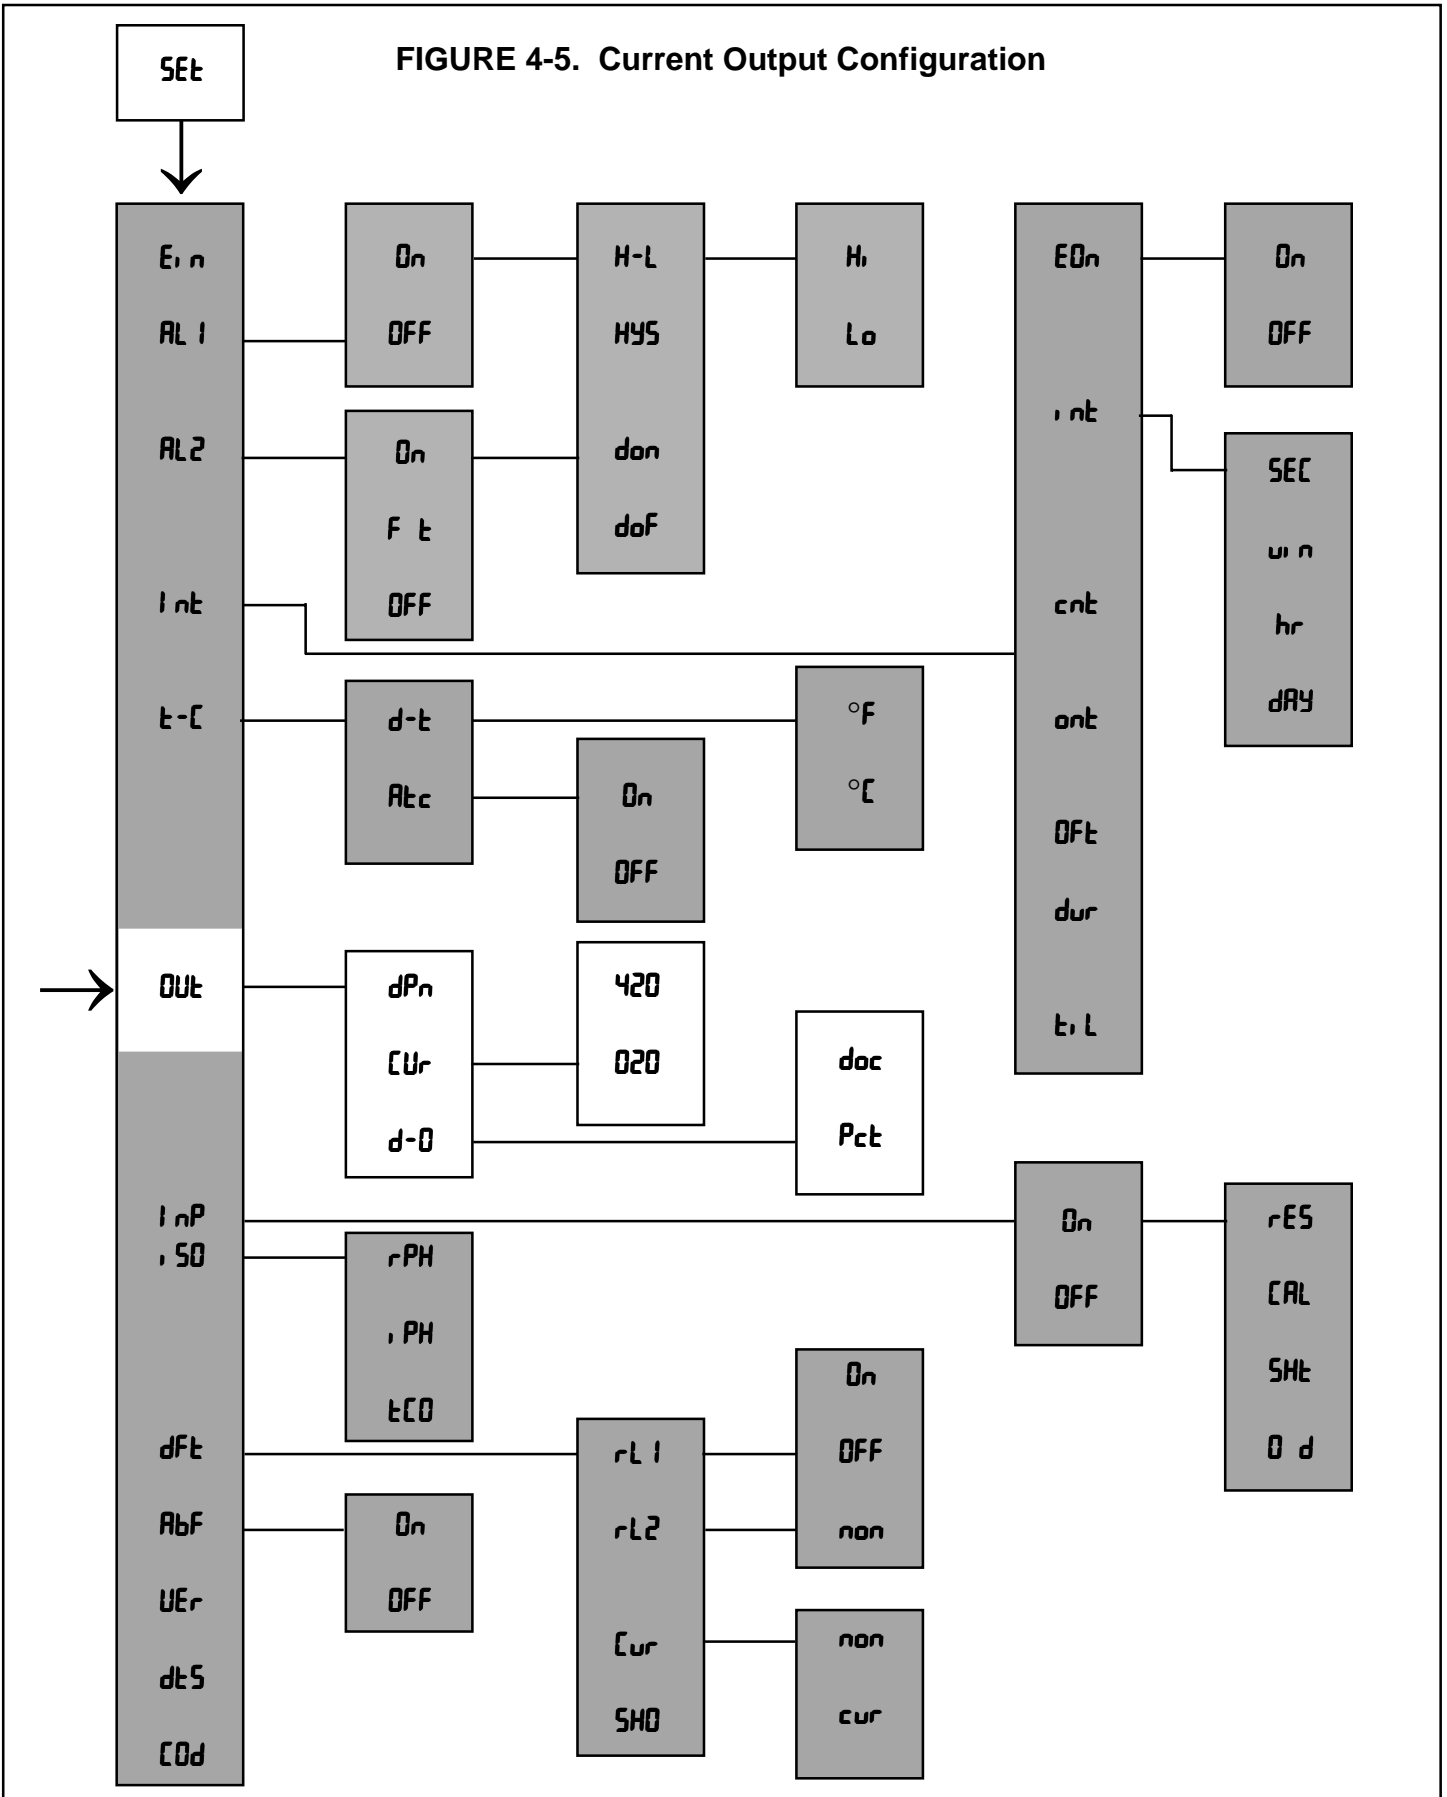 SEt
FIGURE 4-5. Current Output Configuration
Ein
AL1
AL2
Int
t-C
OUt
InP
iSO
dFt
AbF
UEr
dtS
COd
On
OFF
On
F t
OFF
d-t
Atc
dPn
CUr
d-O
rPH
iPH
tCO
On
OFF
H-L
HYS
don
doF
On
OFF
420
020
rL1
rL2
Cur
SHO
Hi
Lo
°F
°C
doc
Pct
On
OFF
non
non
cur
EOn
int
cnt
ont
OFt
dur
tiL
On
OFF
On
OFF
SEC
uin
hr
dAY
rES
CAL
SHt
O d